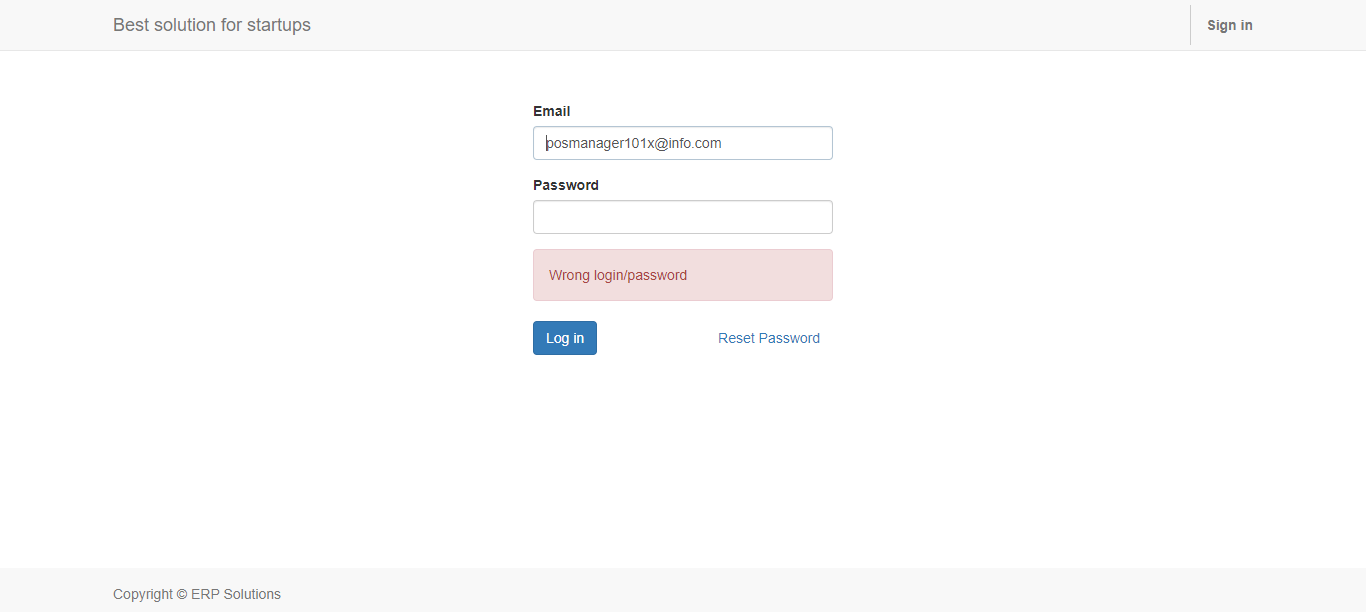 Best solution for startups
Sign in
Email
posmanager101x@info.com
Password
Wrong login/password
Log in
Reset Password
Copyright © ERP Solutions